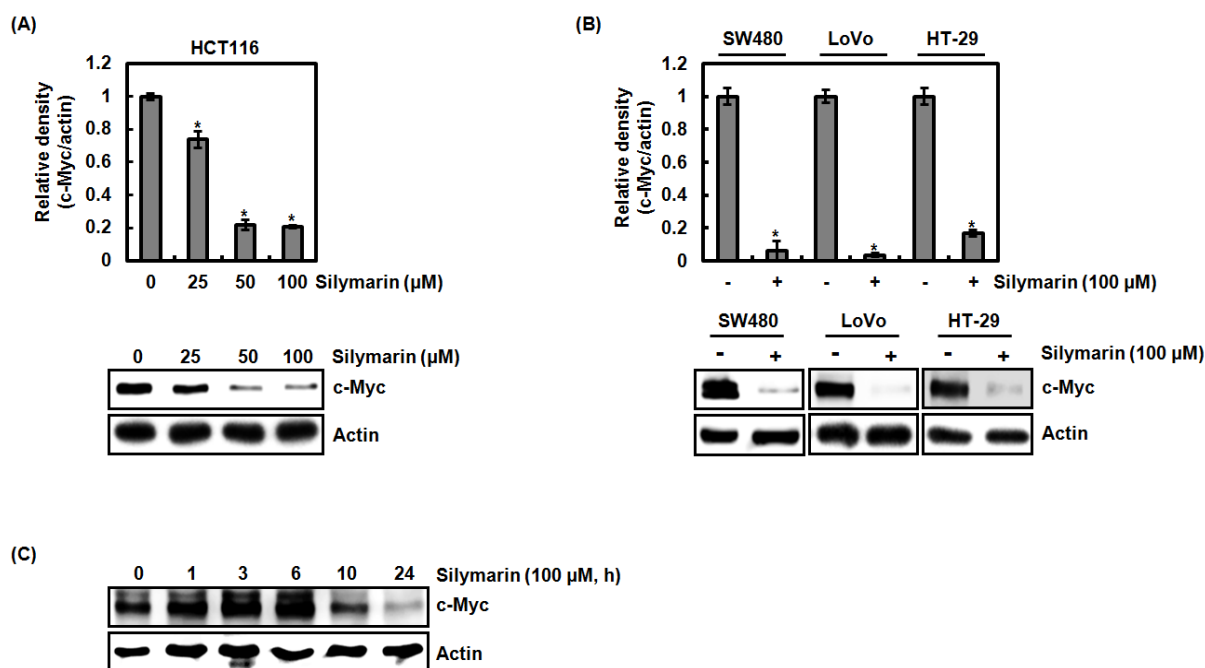 (A)
HCT116
Relative density
(c-Myc/actin)
1.2
1
0.8
0.6
0.4
0.2
0
*
*
*
0 25 50 100 Silymarin (µM)
0 25 50 100 Silymarin (µM)
c-Myc
Actin
(B)
SW480 LoVo HT-29
Relative density
(c-Myc/actin)
1.2
1
0.8
0.6
0.4
0.2
0
*
*
*
- + - + - + Silymarin (100 µM)
SW480 LoVo HT-29
- + - + - + Silymarin (100 µM)
c-Myc
Actin
(C)
0 1 3 6 10 24 Silymarin (100 µM, h)
c-Myc
Actin